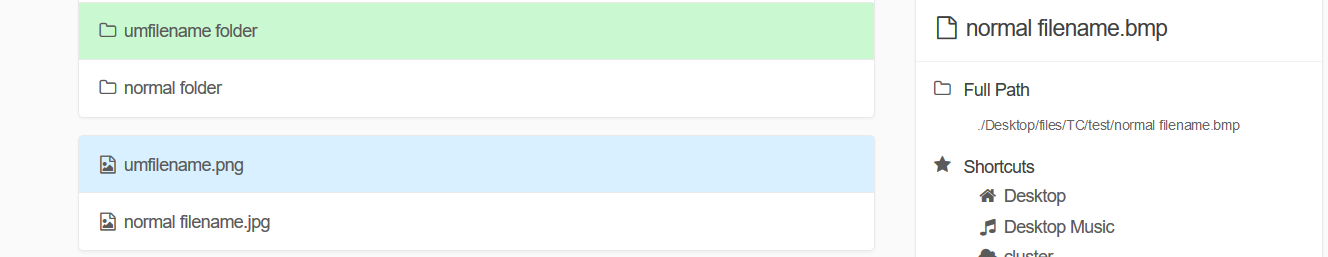 umfilename folder
normal folder
umfilename.png
normal filename.jpg
normal filename.bmp
Full Path
./Desktop/files/TC/test/normal filename.bmp
Shortcuts
Desktop
Desktop Music
cluster